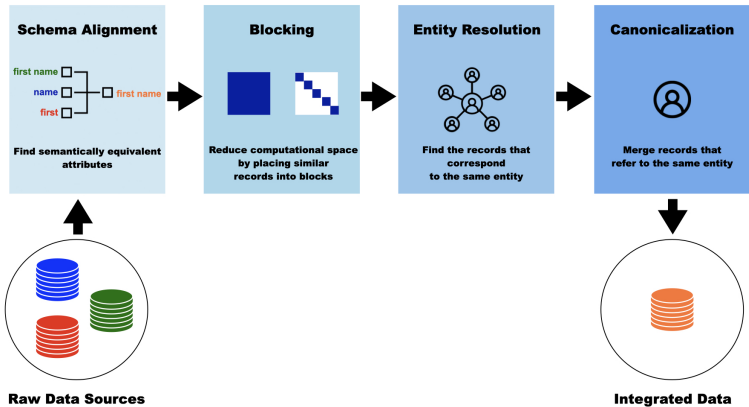 Schema Alignment
first name
name
first
first name
Find semantically equivalent
attributes
Blocking
Reduce computational space
by placing similar
records into blocks
Entity Resolution
Find the records that
correspond
to the same entity
Canonicalization
Merge records that
refer to the same entity
Raw Data Sources
Integrated Data